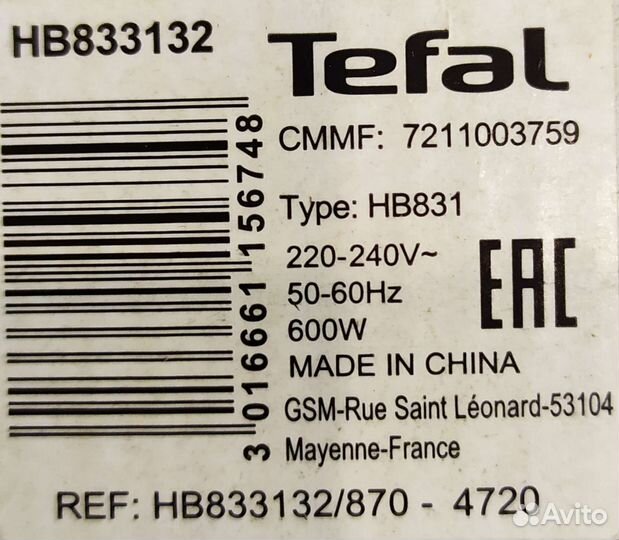 HB833132
Tefal
3 016661 156748
CMMF: 7211003759
Type: HB831
220-240V~
50-60Hz
600W
EAC
MADE IN CHINA
GSM-Rue Saint Léonard-53104
Mayenne-France
REF: HB833132/870 - 4720
Avito